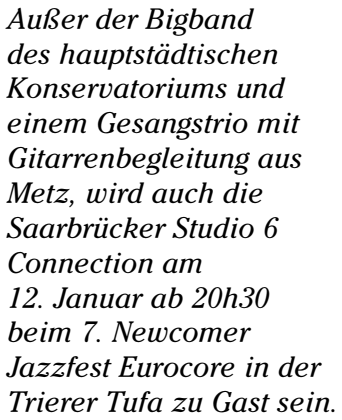 Außer der Bigband
des hauptstädtischen
Konservatoriums und
einem Gesangstrio mit
Gitarrenbegleitung aus
Metz, wird auch die
Saarbrücker Studio 6
Connection am
12. Januar ab 20h30
beim 7. Newcomer
Jazzfest Eurocore in der
Trierer Tufa zu Gast sein.